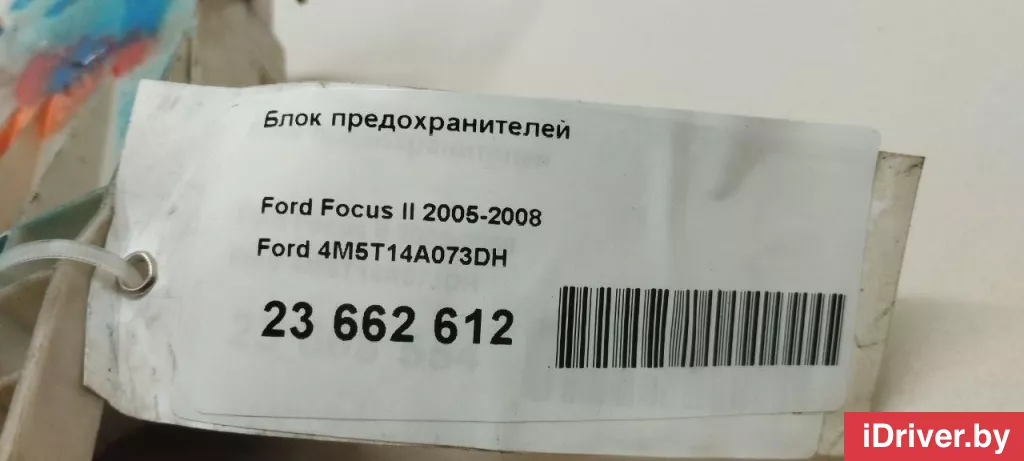 Блок предохранителей
Ford Focus II 2005-2008
Ford 4M5T14A073DH
23 662 612
iDriver.by